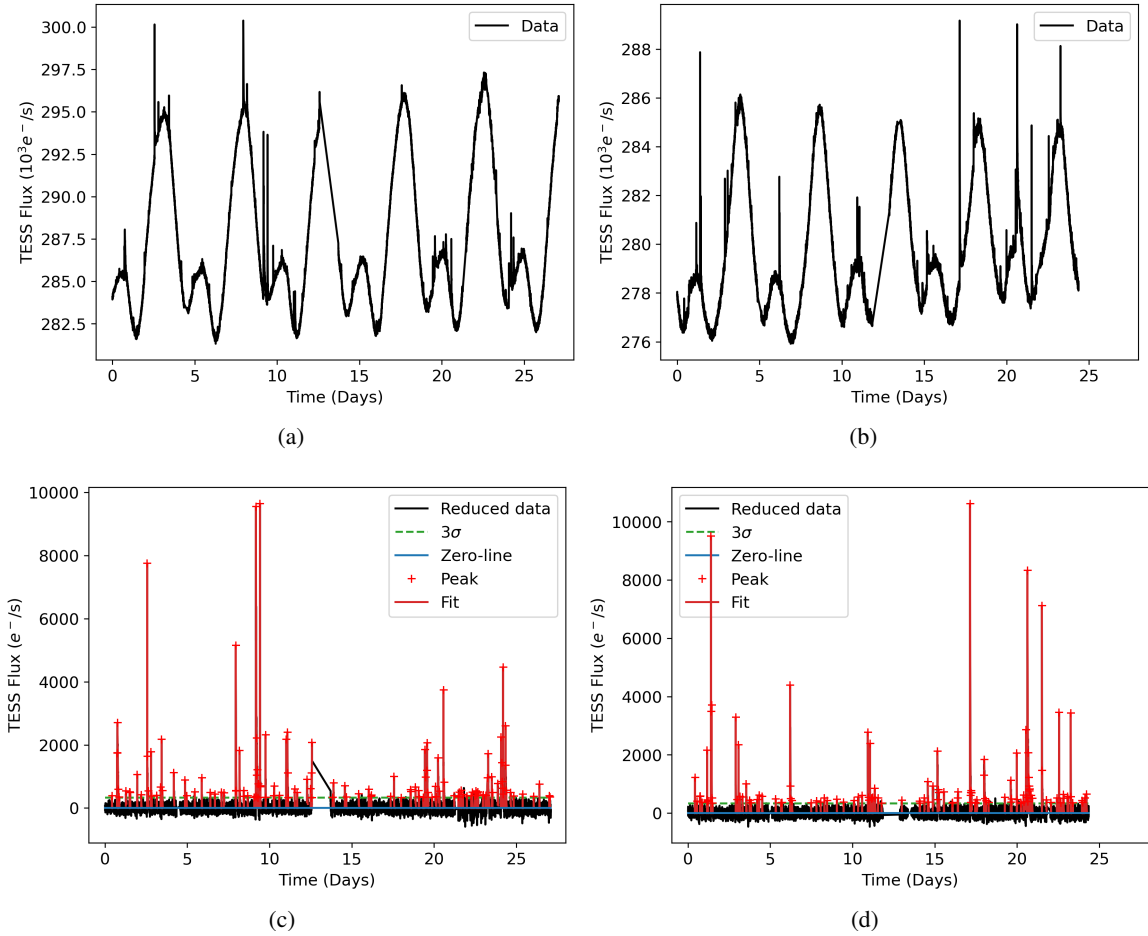 300.0
297.5
295.0
292.5
290.0
287.5
285.0
282.5
TESS Flux (10³e⁻/s)
Data
0 5 10 15 20 25
Time (Days)
(a)
288
286
284
282
280
278
276
TESS Flux (10³e⁻/s)
Data
0 5 10 15 20 25
Time (Days)
(b)
10000
8000
6000
4000
2000
0
TESS Flux (e⁻/s)
Reduced data
3σ
Zero-line
Peak
Fit
0 5 10 15 20 25
Time (Days)
(c)
10000
8000
6000
4000
2000
0
TESS Flux (e⁻/s)
Reduced data
3σ
Zero-line
Peak
Fit
0 5 10 15 20 25
Time (Days)
(d)